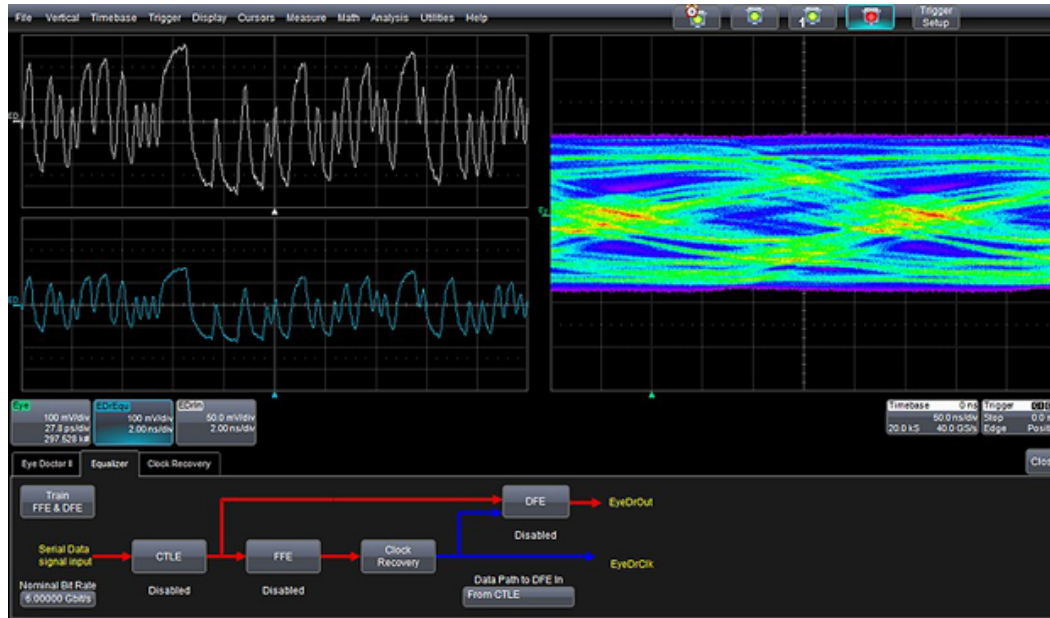 File Vertical Timebase Trigger Display Cursors Measure Math Analysis Utilities Help
1
Trigger
Setup
ED
ED
Eye
100 mV/div
27.8 ps/div
297.528 k#
EDrEqu
100 mV/div
2.00 ns/div
EDrIn
50.0 mV/div
2.00 ns/div
Timebase 0 ns
50.0 ns/div
20.0 kS 40.0 GS/s
Trigger
Stop
Edge
Eye Doctor II Equalizer Clock Recovery
Train
FFE & DFE
Serial Data
signal input
Nominal Bit Rate
6.00000 Gbit/s
CTLE
Disabled
FFE
Disabled
Clock
Recovery
DFE
Disabled
EyeDrOut
EyeDrClk
Data Path to DFE In
From CTLE